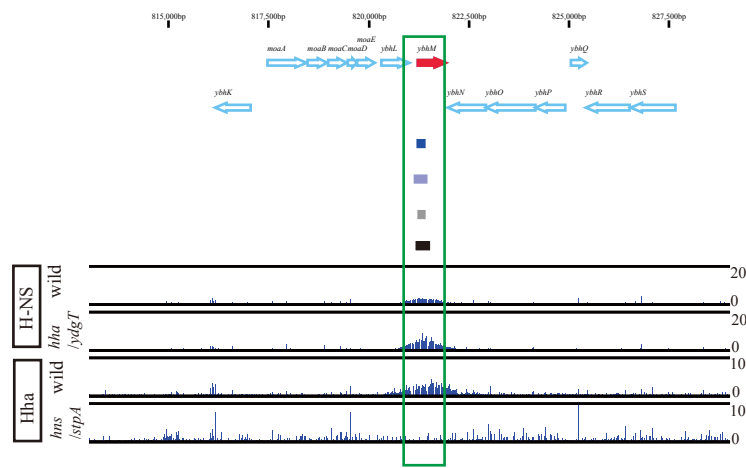 815,000bp 817,500bp 820,000bp 822,500bp 825,000bp 827,500bp
moaE
moaA moaB moaC moaD ybhL ybhM ybhQ
ybhK ybhN ybhO ybhP ybhR ybhS
H-NS
wild
20
0
hha
/ydgT
20
0
Hha
wild
10
0
hns
/stpA
10
0